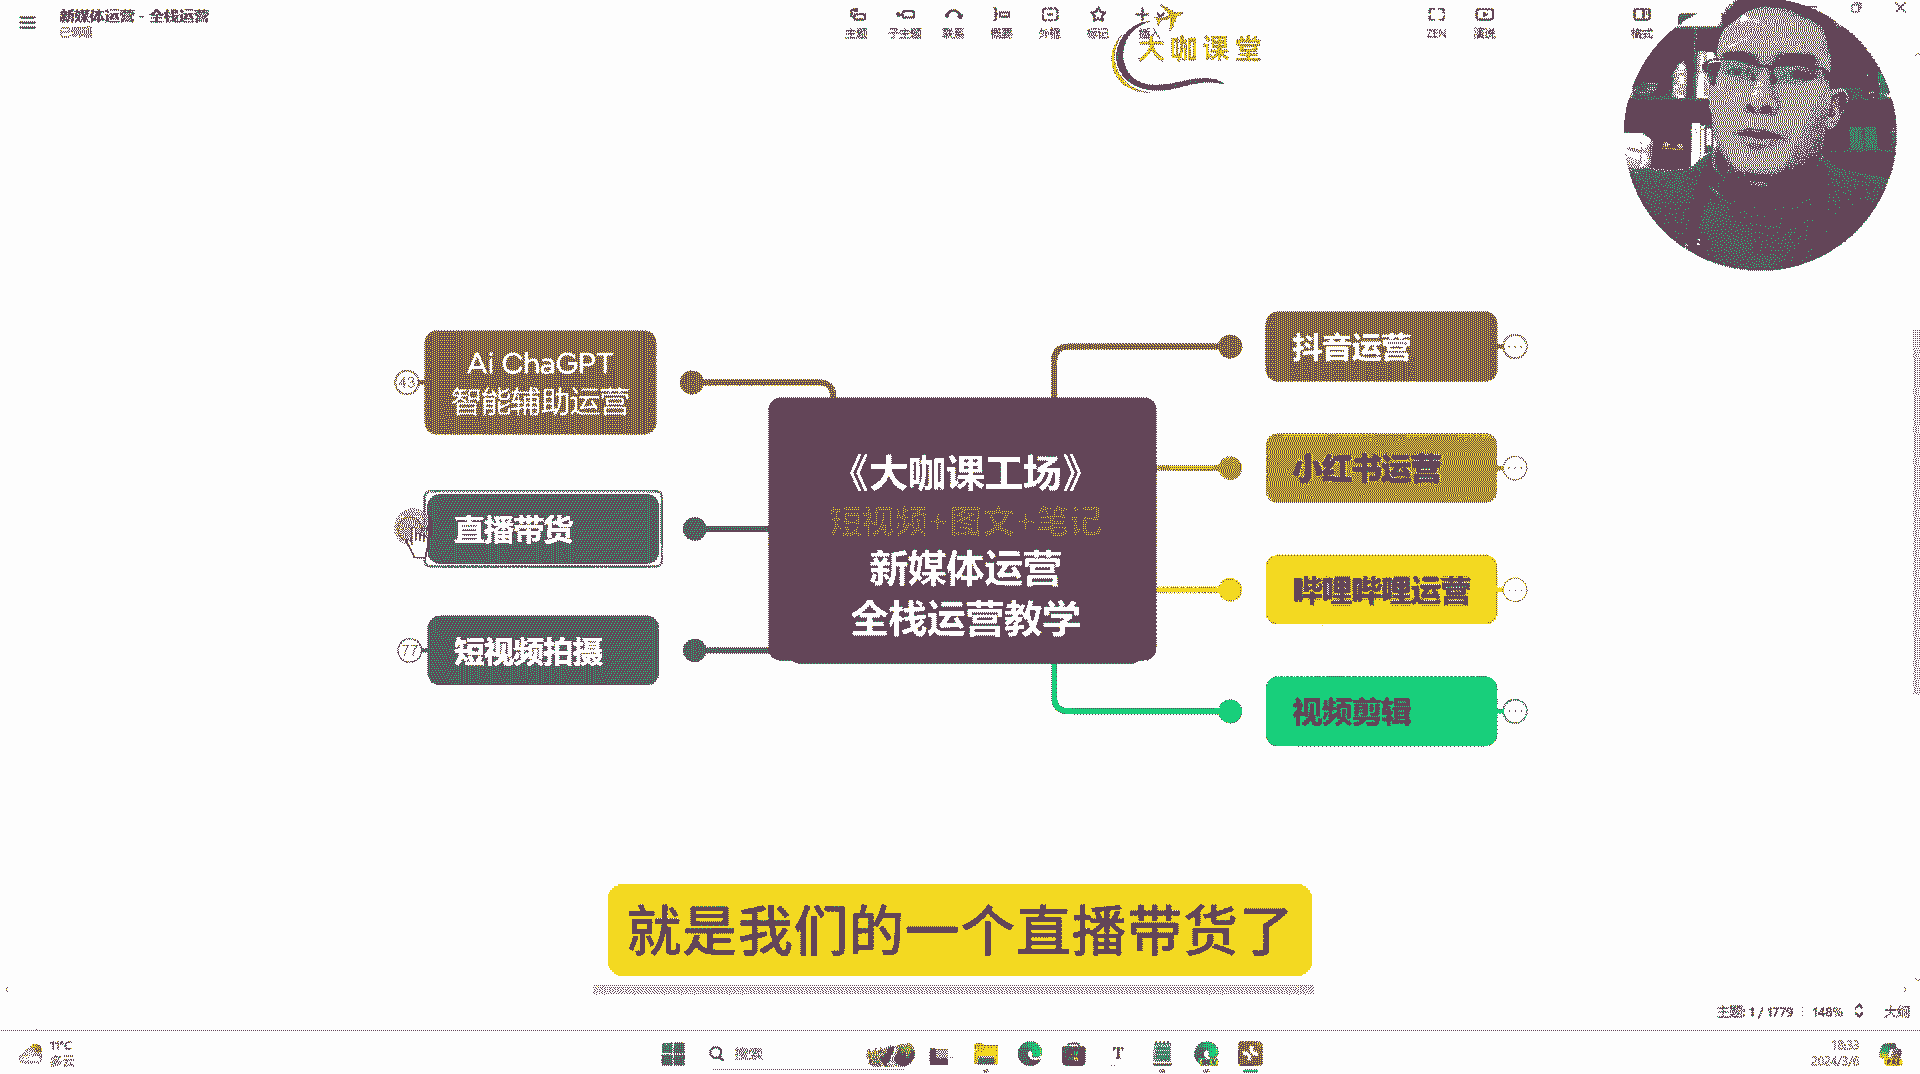 新媒体运营 - 全栈运营
已编辑
主题
子主题
联系
概要
外框
标记
插入
ZEN
演说
格式
大咖课堂
43
Ai ChaGPT
智能辅助运营
直播带货
77
短视频拍摄
《大咖课工场》
短视频+图文+笔记
新媒体运营
全栈运营教学
抖音运营
小红书运营
哔哩哔哩运营
视频剪辑
就是我们的一个直播带货了
主题: 1 / 1779
148%
大纲
11°C
多云
搜索
18:33
2024/3/6